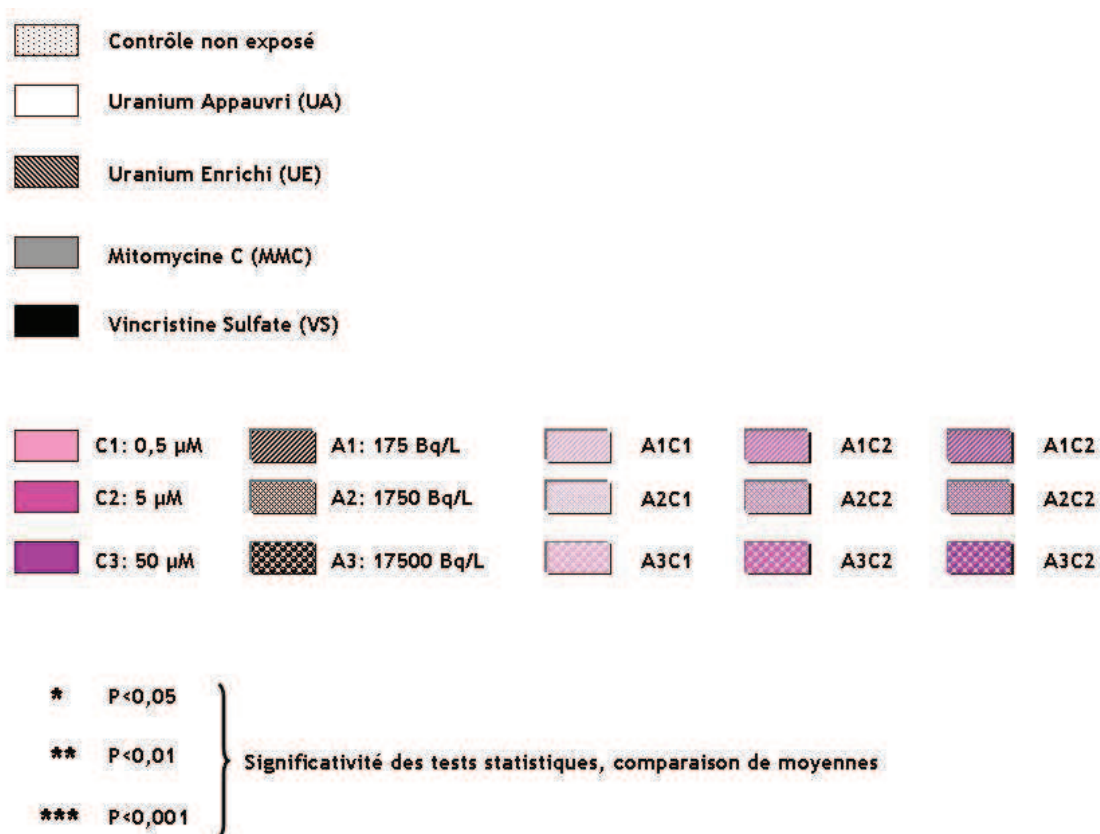 Contrôle non exposé
Uranium Appauvri (UA)
Uranium Enrichi (UE)
Mitomycine C (MMC)
Vincristine Sulfate (VS)
C1: 0,5 µM A1: 175 Bq/L A1C1 A1C2 A1C2
C2: 5 µM A2: 1750 Bq/L A2C1 A2C2 A2C2
C3: 50 µM A3: 17500 Bq/L A3C1 A3C2 A3C2
* P<0,05
** P<0,01
Significativité des tests statistiques, comparaison de moyennes
*** P<0,001